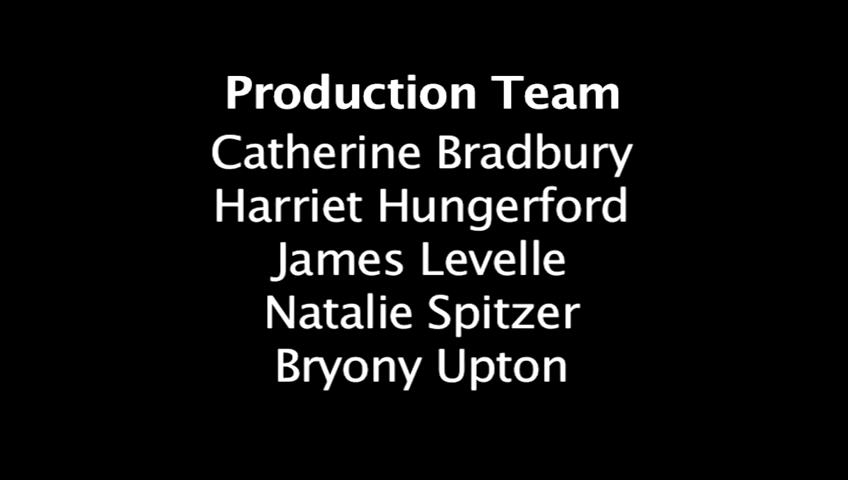 Production Team
Catherine Bradbury
Harriet Hungerford
James Levelle
Natalie Spitzer
Bryony Upton